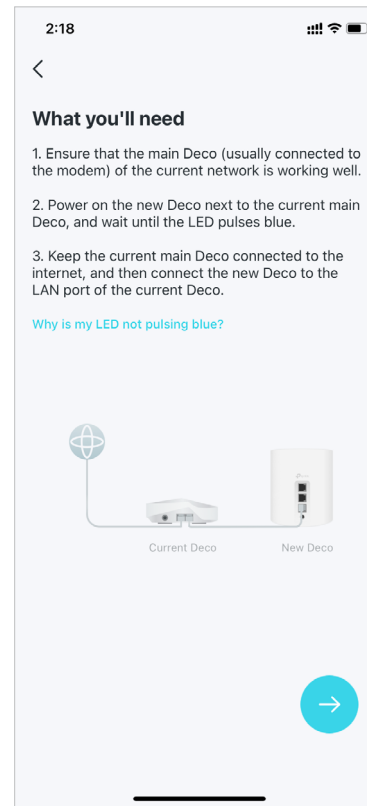 2:18
What you'll need
1. Ensure that the main Deco (usually connected to
the modem) of the current network is working well.
2. Power on the new Deco next to the current main
Deco, and wait until the LED pulses blue.
3. Keep the current main Deco connected to the
internet, and then connect the new Deco to the
LAN port of the current Deco.
Why is my LED not pulsing blue?
Current Deco
New Deco